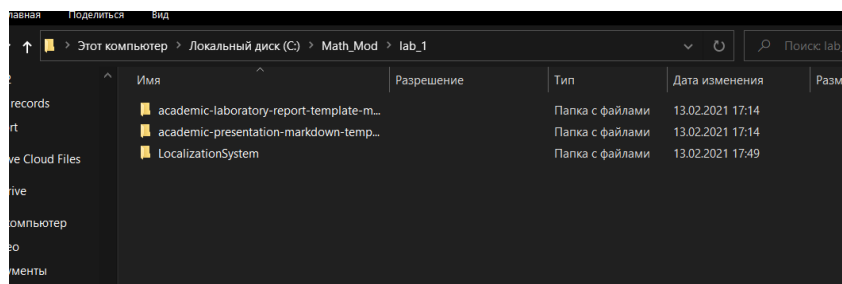 лавная Поделиться Вид
Этот компьютер > Локальный диск (C:) > Math_Mod > lab_1
Поиск: lab_
Имя Разрешение Тип Дата изменения Разм
records
academic-laboratory-report-template-m... Папка с файлами 13.02.2021 17:14
rt
academic-presentation-markdown-temp... Папка с файлами 13.02.2021 17:14
ve Cloud Files
LocalizationSystem Папка с файлами 13.02.2021 17:49
rive
омпьютер
ео
ументы